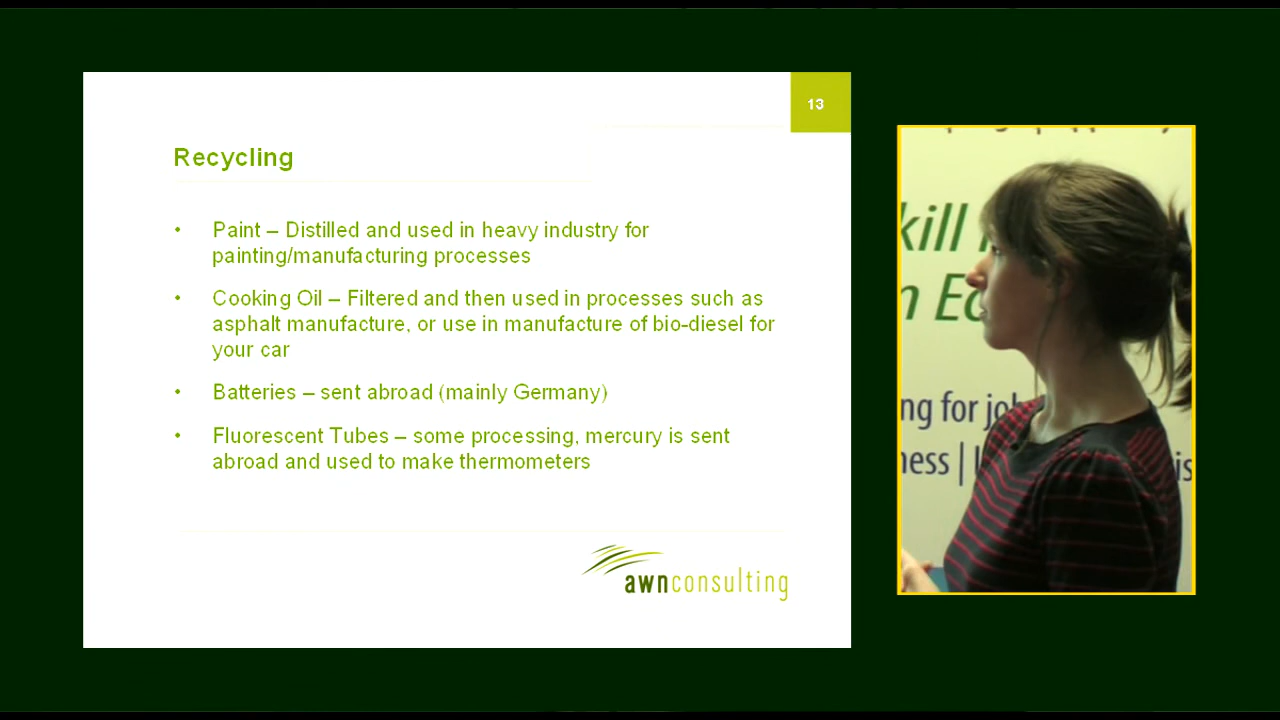 13
Recycling
• Paint – Distilled and used in heavy industry for
painting/manufacturing processes
• Cooking Oil – Filtered and then used in processes such as
asphalt manufacture, or use in manufacture of bio-diesel for
your car
• Batteries – sent abroad (mainly Germany)
• Fluorescent Tubes – some processing, mercury is sent
abroad and used to make thermometers
awnconsulting
kill
n Ec
ng for job
ness |